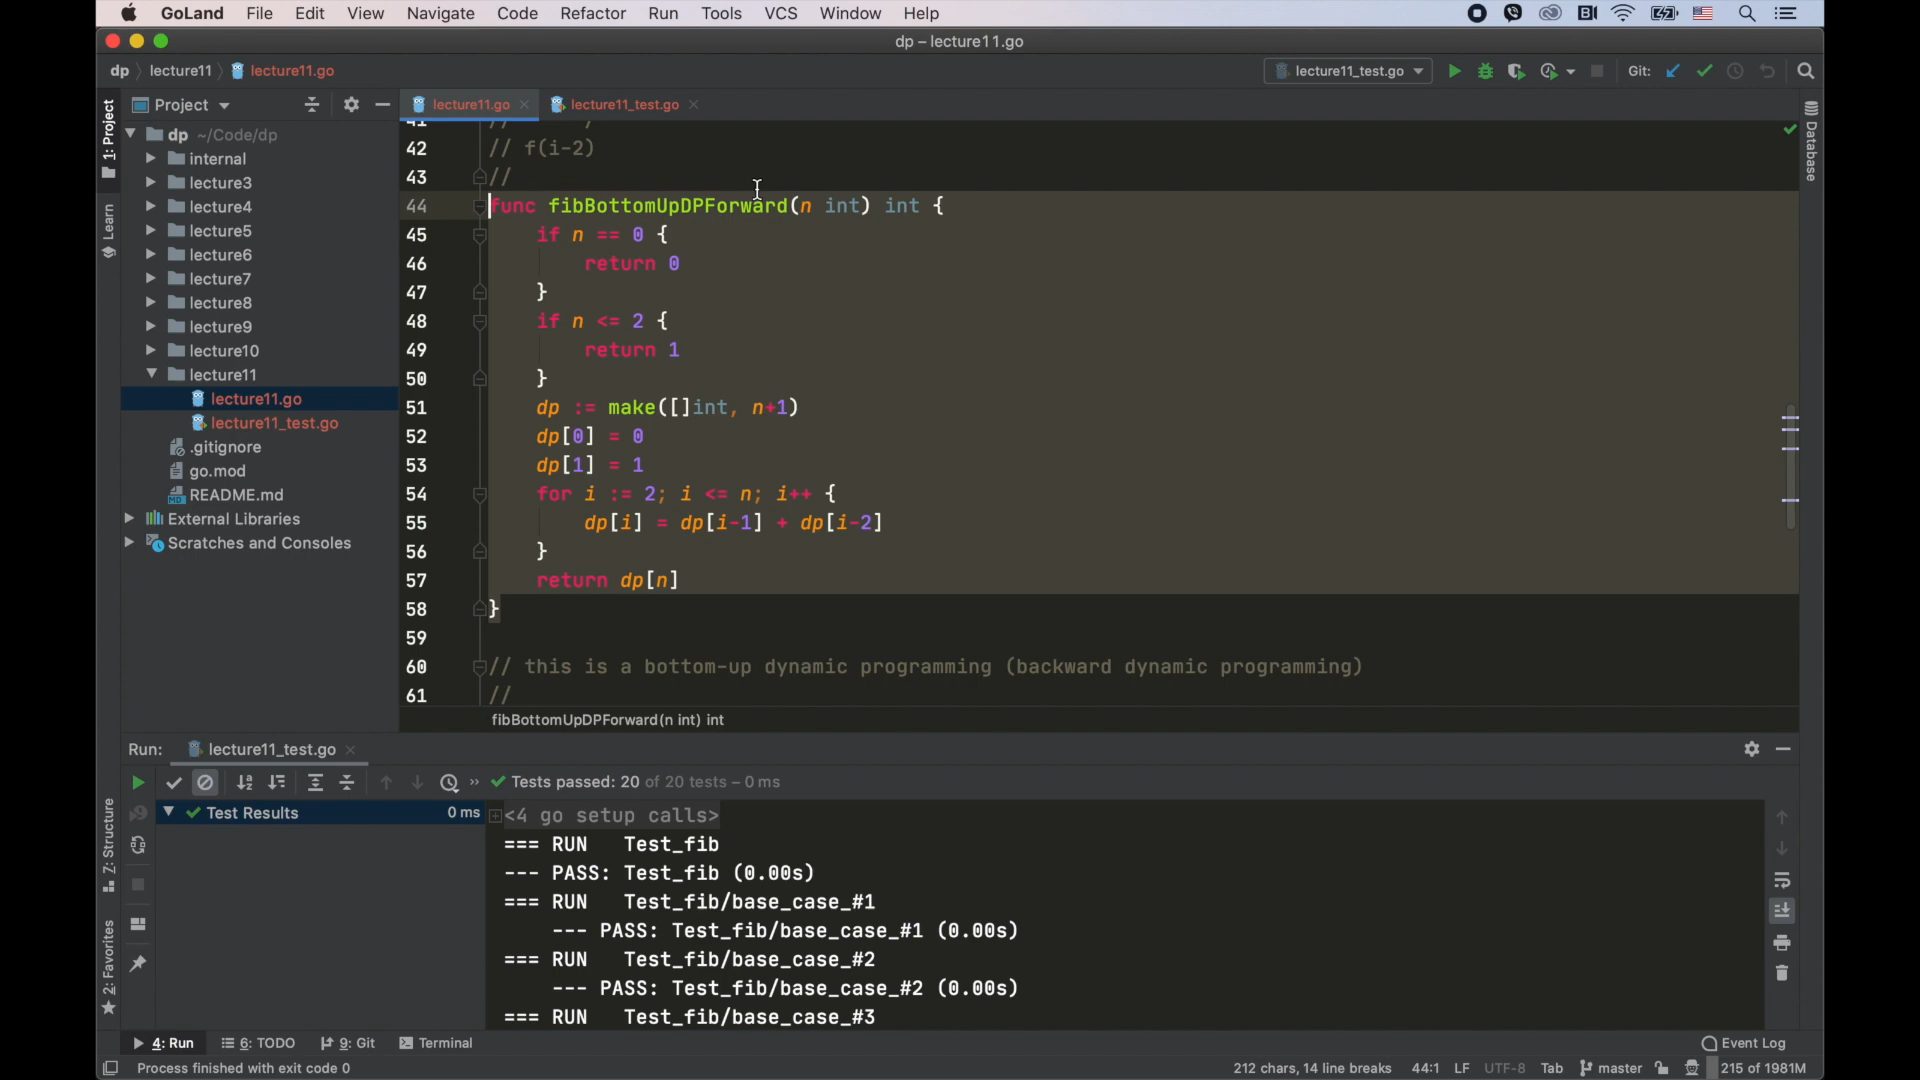 GoLand File Edit View Navigate Code Refactor Run Tools VCS Window Help
dp – lecture11.go
dp lecture11 lecture11.go lecture11_test.go Git:
Project lecture11.go lecture11_test.go
1: Project
Learn
Z: Structure
2: Favorites
dp ~/Code/dp
internal
lecture3
lecture4
lecture5
lecture6
lecture7
lecture8
lecture9
lecture10
lecture11
lecture11.go
lecture11_test.go
.gitignore
go.mod
README.md
External Libraries
Scratches and Consoles
41 //
42 // f(i-2)
43 //
44 func fibBottomUpDPForward(n int) int {
45 if n == 0 {
46 return 0
47 }
48 if n <= 2 {
49 return 1
50 }
51 dp := make([]int, n+1)
52 dp[0] = 0
53 dp[1] = 1
54 for i := 2; i <= n; i++ {
55 dp[i] = dp[i-1] + dp[i-2]
56 }
57 return dp[n]
58 }
59
60 // this is a bottom-up dynamic programming (backward dynamic programming)
61 //
fibBottomUpDPForward(n int) int
Database
Run: lecture11_test.go
Tests passed: 20 of 20 tests – 0 ms
Test Results 0 ms
<4 go setup calls>
=== RUN Test_fib
--- PASS: Test_fib (0.00s)
=== RUN Test_fib/base_case_#1
--- PASS: Test_fib/base_case_#1 (0.00s)
=== RUN Test_fib/base_case_#2
--- PASS: Test_fib/base_case_#2 (0.00s)
=== RUN Test_fib/base_case_#3
4: Run 6: TODO 9: Git Terminal Event Log
Process finished with exit code 0 212 chars, 14 line breaks 44:1 LF UTF-8 Tab master 215 of 1981M